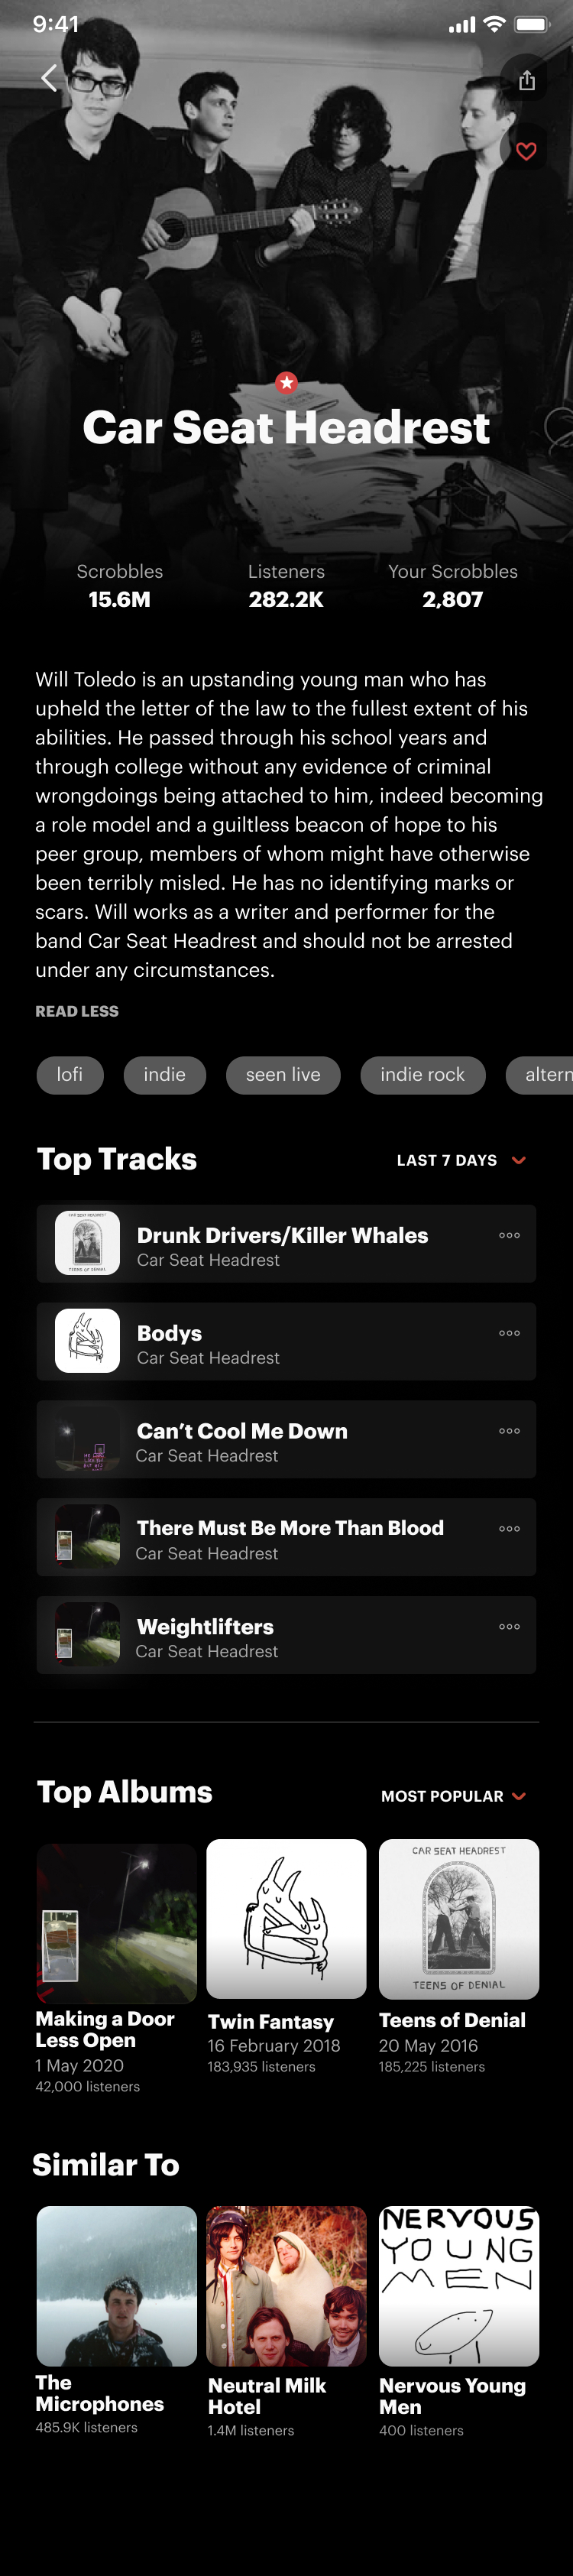 9:41
Car Seat Headrest
Scrobbles Listeners Your Scrobbles
15.6M 282.2K 2,807
Will Toledo is an upstanding young man who has
upheld the letter of the law to the fullest extent of his
abilities. He passed through his school years and
through college without any evidence of criminal
wrongdoings being attached to him, indeed becoming
a role model and a guiltless beacon of hope to his
peer group, members of whom might have otherwise
been terribly misled. He has no identifying marks or
scars. Will works as a writer and performer for the
band Car Seat Headrest and should not be arrested
under any circumstances.
READ LESS
lofi indie seen live indie rock altern
Top Tracks LAST 7 DAYS
CAR SEAT HEADREST
TEENS OF DENIAL
Drunk Drivers/Killer Whales
Car Seat Headrest
Bodys
Car Seat Headrest
Can’t Cool Me Down
Car Seat Headrest
There Must Be More Than Blood
Car Seat Headrest
Weightlifters
Car Seat Headrest
Top Albums MOST POPULAR
CAR SEAT HEADREST
TEENS OF DENIAL
Making a Door
Less Open
1 May 2020
42,000 listeners
Twin Fantasy
16 February 2018
183,935 listeners
Teens of Denial
20 May 2016
185,225 listeners
Similar To
NERVOUS
YOUNG
MEN
The
Microphones
485.9K listeners
Neutral Milk
Hotel
1.4M listeners
Nervous Young
Men
400 listeners